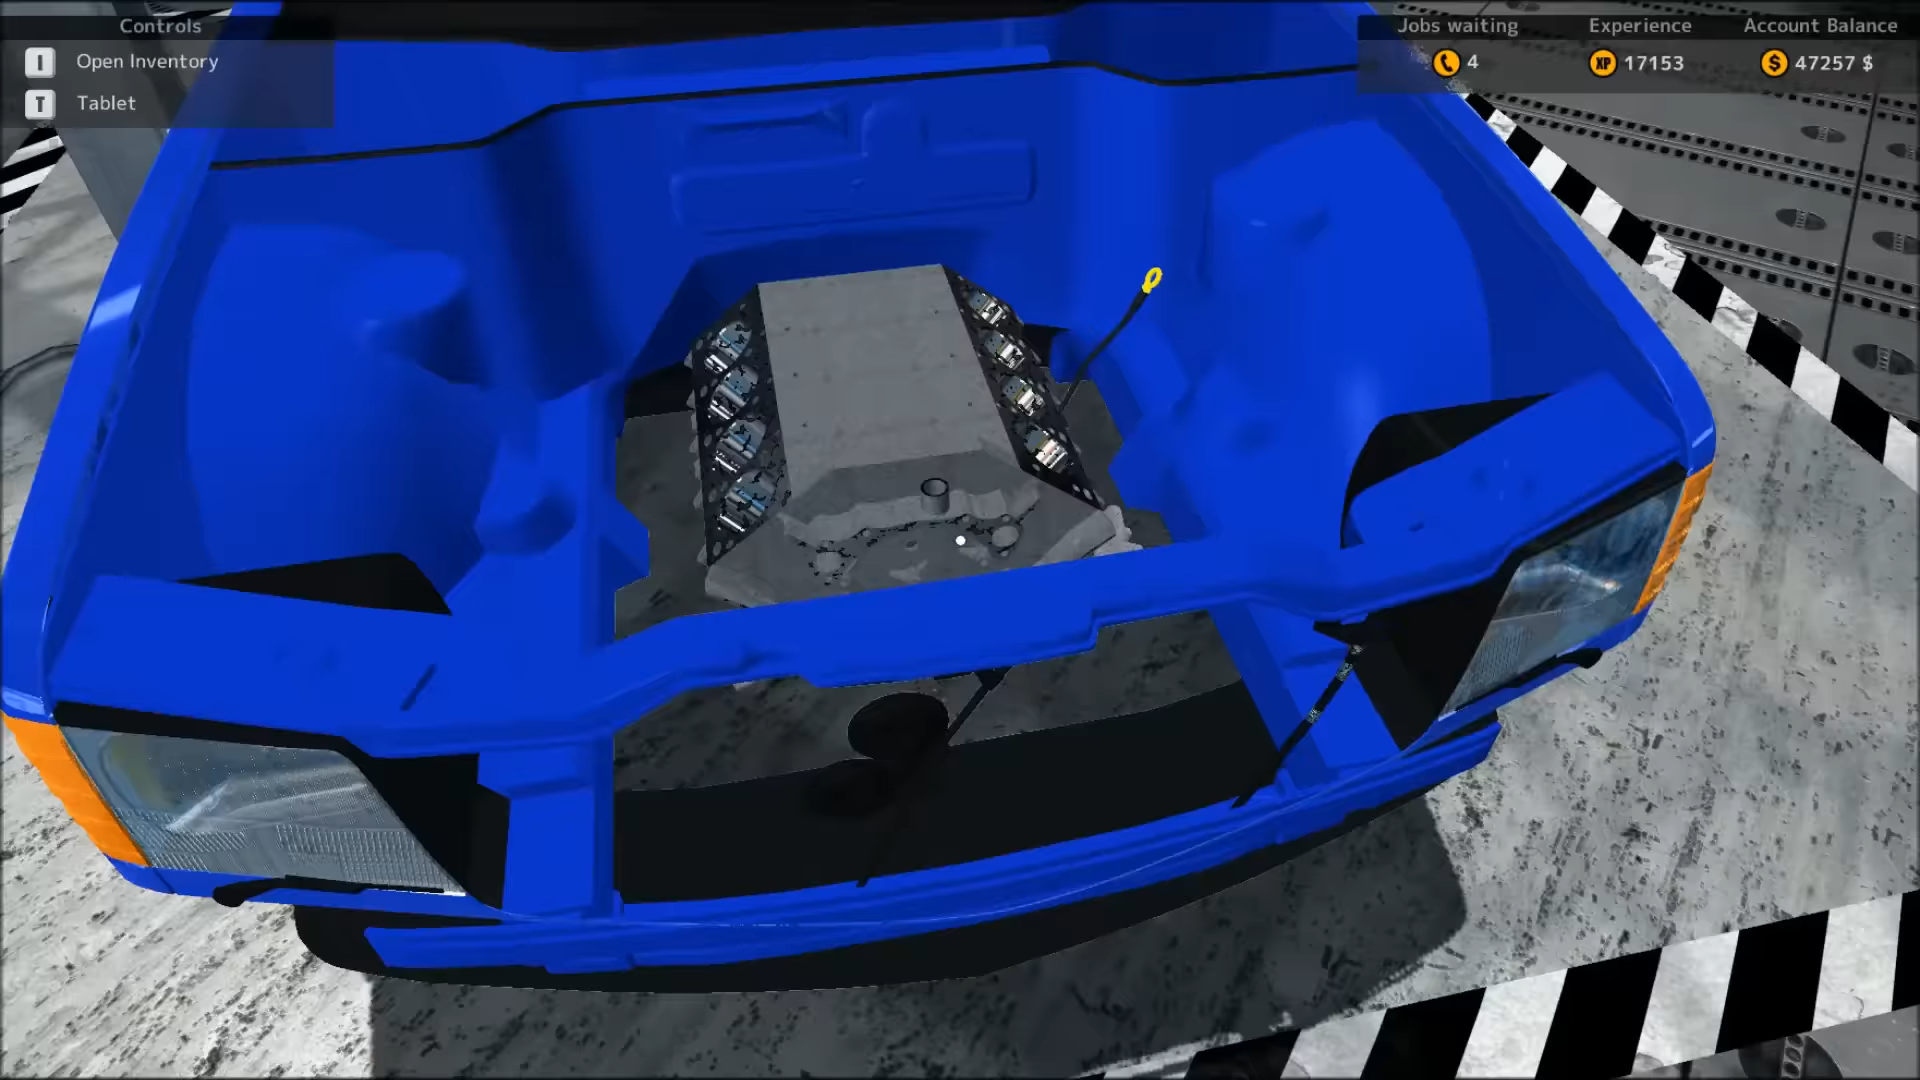 Controls
I Open Inventory
T Tablet
Jobs waiting Experience Account Balance
4 XP 17153 $ 47257 $